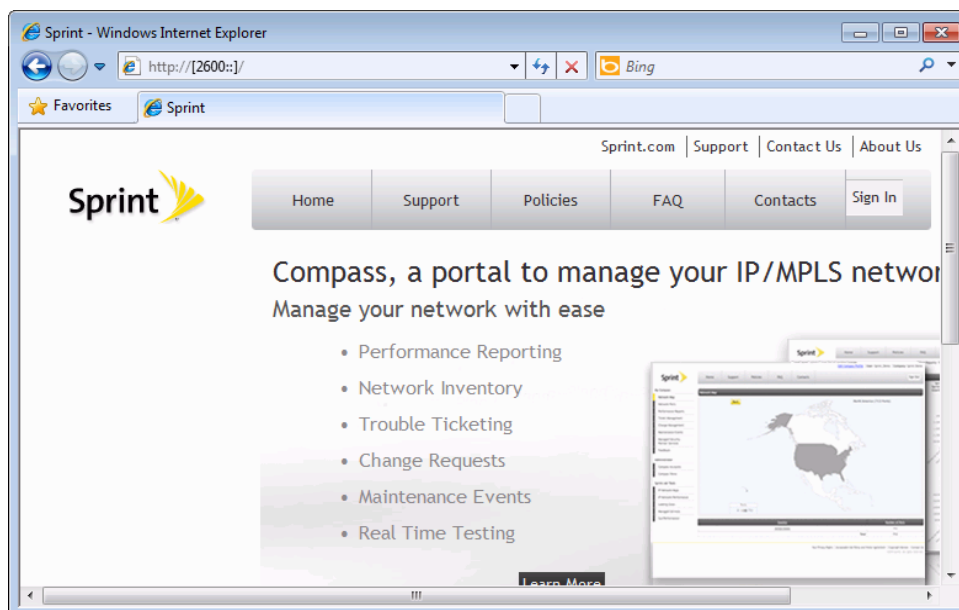 Sprint - Windows Internet Explorer
http://[2600::]/
Bing
Favorites
Sprint
Sprint.com | Support | Contact Us | About Us
Sprint
Home Support Policies FAQ Contacts Sign In
Compass, a portal to manage your IP/MPLS networ
Manage your network with ease
• Performance Reporting
• Network Inventory
• Trouble Ticketing
• Change Requests
• Maintenance Events
• Real Time Testing
Learn More
Sprint
Sprint